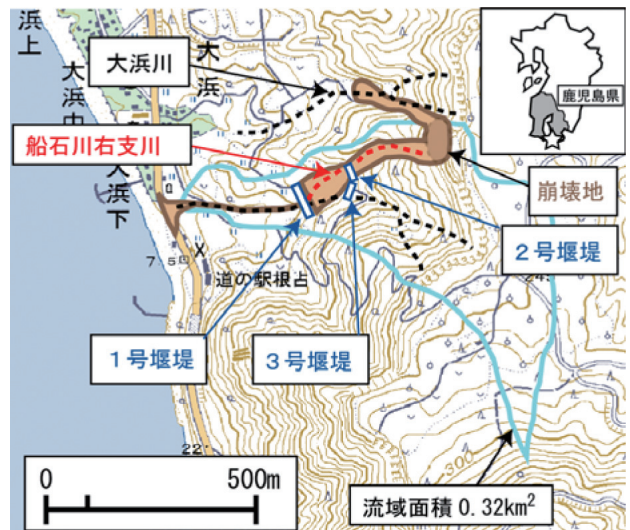 浜上
大浜中
大浜下
大浜
大浜川
鹿児島県
船石川右支川
崩壊地
2号堰堤
道の駅根占
1号堰堤
3号堰堤
300
22
0 500m
流域面積 0.32km2